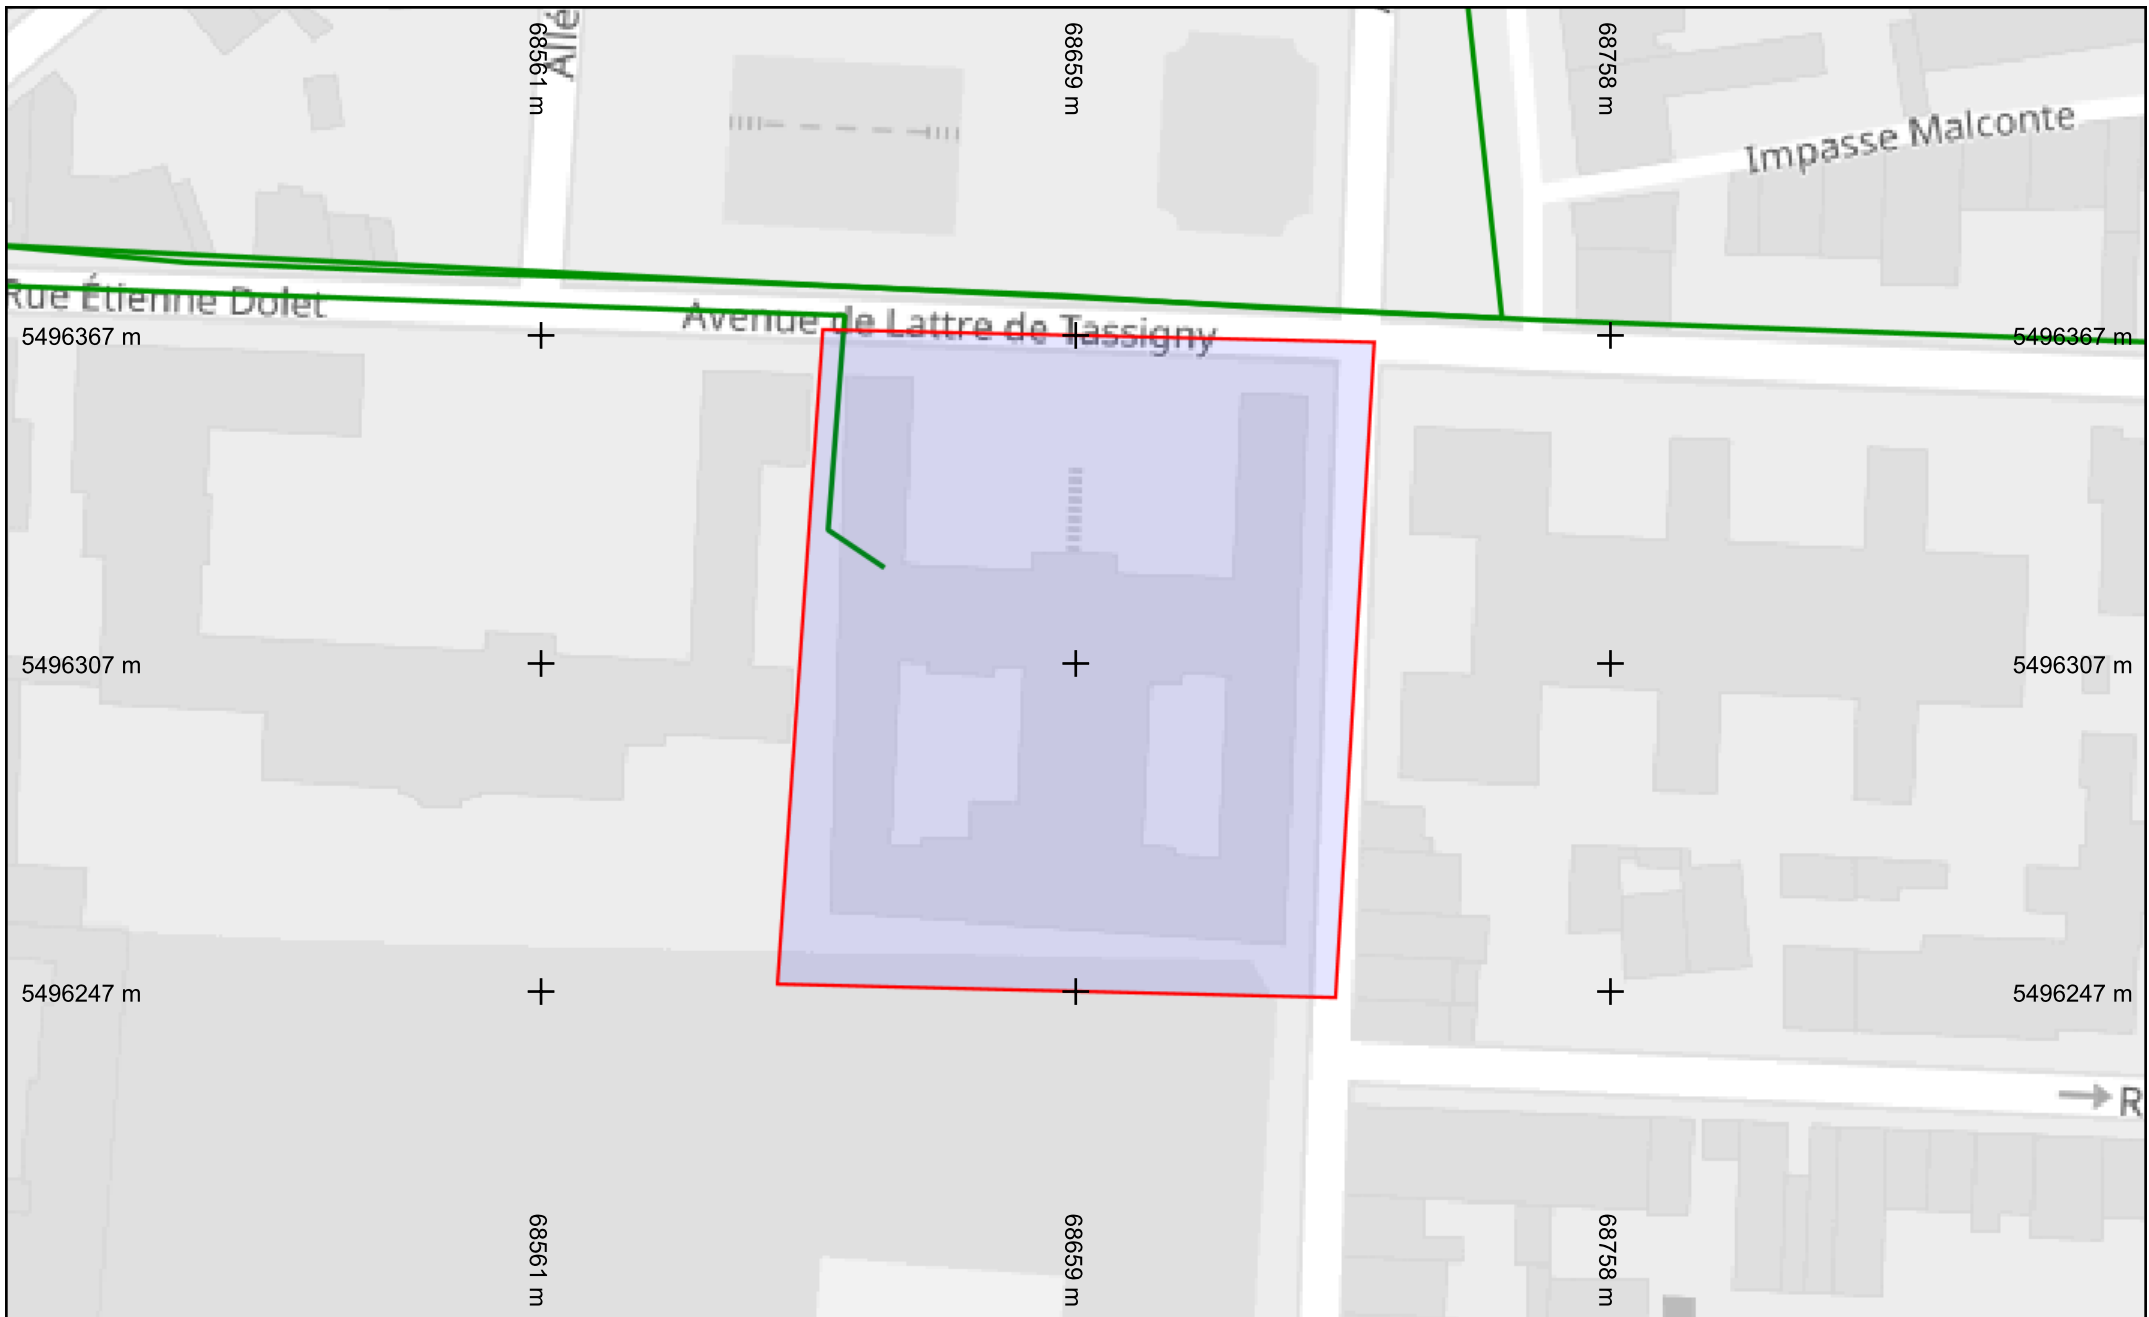 Allé
68561 m
68659 m
68758 m
Impasse Malconte
Rue Étienne Dolet
Avenue de Lattre de Tassigny
5496367 m
5496367 m
5496307 m
5496307 m
5496247 m
5496247 m
R
68561 m
68659 m
68758 m